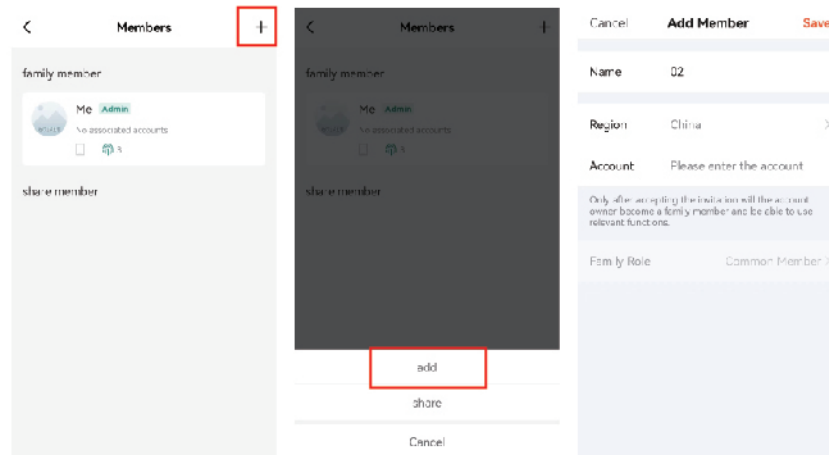 Members
family member
Me Admin
No associated accounts
3
share member
Members
family member
Me Admin
No associated accounts
3
share member
add
share
Cancel
Cancel Add Member Save
Name 02
Region China
Account Please enter the account
Only after accepting the invitation will the account
owner become a family member and be able to use
relevant functions.
Family Role Common Member